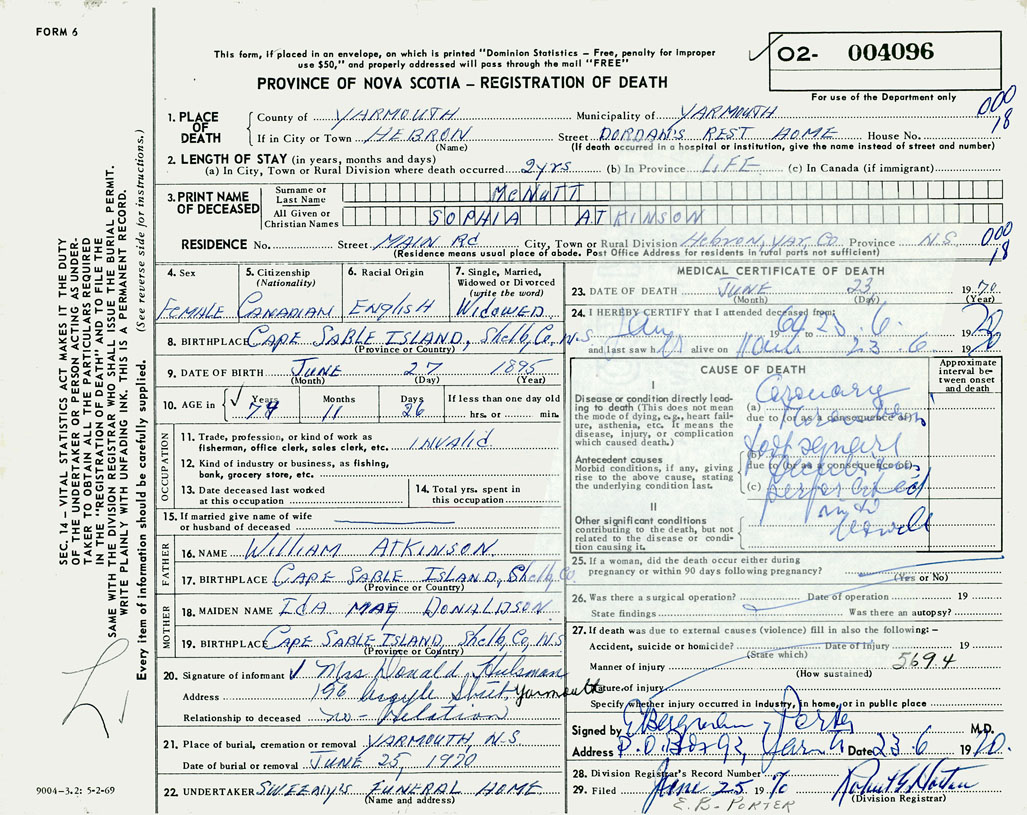 FORM 6
This form, if placed in an envelope, on which is printed "Dominion Statistics – Free, penalty for improper
use $50," and properly addressed will pass through the mail "FREE"
PROVINCE OF NOVA SCOTIA – REGISTRATION OF DEATH
02- 004096
For use of the Department only
000
18
1. PLACE OF DEATH
County of YARMOUTH Municipality of YARMOUTH
If in City or Town HEBRON Street DORDAN'S REST HOME House No.
(Name) (If death occurred in a hospital or institution, give the name instead of street and number)
2. LENGTH OF STAY (in years, months and days)
(a) In City, Town or Rural Division where death occurred 2 yrs (b) In Province LIFE (c) In Canada (if immigrant)
3. PRINT NAME OF DECEASED
Surname or Last Name McNUTT
All Given or Christian Names SOPHIA ATKINSON
RESIDENCE No. Street MAIN Rd City, Town or Rural Division Hebron, Yar. Co. Province N.S.
(Residence means usual place of abode. Post Office Address for residents in rural parts not sufficient)
000
18
4. Sex
FEMALE
5. Citizenship
(Nationality)
CANADIAN
6. Racial Origin
ENGLISH
7. Single, Married,
Widowed or Divorced
(write the word)
WIDOWED
8. BIRTHPLACE CAPE SABLE ISLAND, Shelb, Co, N.S
(Province or Country)
9. DATE OF BIRTH JUNE 27 1895
(Month) (Day) (Year)
10. AGE in Years 74 Months 11 Days 26 If less than one day old
hrs. or min.
OCCUPATION
11. Trade, profession, or kind of work as
fisherman, office clerk, sales clerk, etc. INVALID
12. Kind of industry or business, as fishing,
bank, grocery store, etc.
13. Date deceased last worked
at this occupation
14. Total yrs. spent in
this occupation
15. If married give name of wife
or husband of deceased
FATHER
16. NAME WILLIAM ATKINSON
17. BIRTHPLACE CAPE SABLE ISLAND, Shelb, Co
(Province or Country)
MOTHER
18. MAIDEN NAME IDA MAE DONALDSON
19. BIRTHPLACE CAPE SABLE ISLAND, Shelb, Co, N.S
(Province or Country)
20. Signature of informant Mrs Donald
Address 196 Argyle Street Yarmouth
Relationship to deceased no - Relation
21. Place of burial, cremation or removal YARMOUTH, N.S.
Date of burial or removal JUNE 25, 1970
22. UNDERTAKER SWEENY'S FUNERAL HOME
(Name and address)
MEDICAL CERTIFICATE OF DEATH
23. DATE OF DEATH JUNE 23 1970
(Month) (Day) (Year)
24. I HEREBY CERTIFY that I attended deceased from:
Jan 19 64 23.6. 1970
and last saw h alive on 23 6 1970
CAUSE OF DEATH
Approximate interval between onset and death
I
Disease or condition directly leading to death (This does not
mean the mode of dying, e.g., heart failure, asthenia, etc. It means the
disease, injury, or complication
which caused death.)
(a) Coronary
due to (or as a consequence of)
Antecedent causes
Morbid conditions, if any, giving
rise to the above cause, stating
the underlying condition last.
(b)
due to (or as a consequence of)
(c) perforated
into
bowel
II
Other significant conditions
contributing to the death, but not
related to the disease or condition causing it.
25. If a woman, did the death occur either during
pregnancy or within 90 days following pregnancy?
(Yes or No)
26. Was there a surgical operation? Date of operation 19
State findings Was there an autopsy?
27. If death was due to external causes (violence) fill in also the following: –
Accident, suicide or homicide? Date of Injury 19
(State which)
Manner of injury 569.4
(How sustained)
Nature of injury
Specify whether injury occurred in industry, in home, or in public place
Signed by Porter M.D.
Address P.O. Box 92, Yarmth Date 23.6 1970.
28. Division Registrar's Record Number
29. Filed June 25 1970
E. B. PORTER
(Division Registrar)
SEC. 14 – VITAL STATISTICS ACT MAKES IT THE DUTY
OF THE UNDERTAKER OR PERSON ACTING AS UNDERTAKER
TO OBTAIN ALL THE PARTICULARS REQUIRED
IN THE "REGISTRATION OF DEATH" AND TO FILE THE
SAME WITH THE DIVISION REGISTRAR WHO SHALL ISSUE THE BURIAL PERMIT.
WRITE PLAINLY WITH UNFADING INK. THIS IS A PERMANENT RECORD.
Every item of information should be carefully supplied. (See reverse side for instructions.)
9004-3.2: 5-2-69